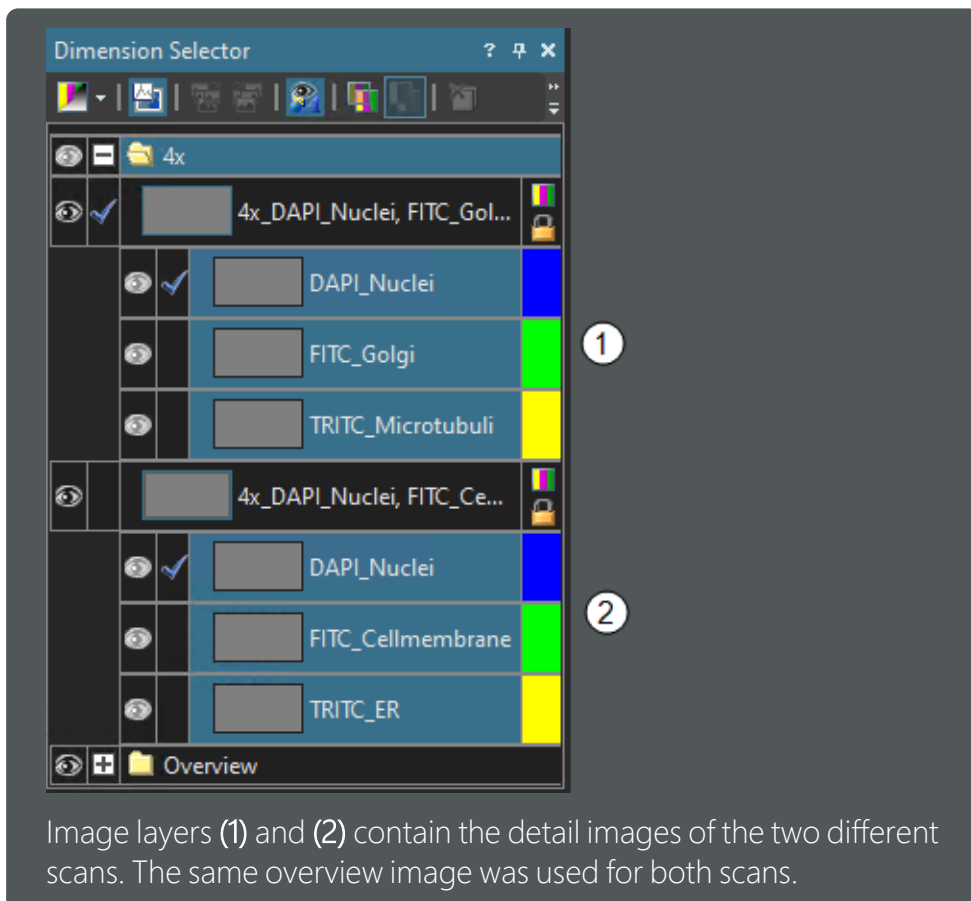 Dimension Selector
4x
4x_DAPI_Nuclei, FITC_Gol...
DAPI_Nuclei
FITC_Golgi
1
TRITC_Microtubuli
4x_DAPI_Nuclei, FITC_Ce...
DAPI_Nuclei
2
FITC_Cellmembrane
TRITC_ER
Overview
Image layers (1) and (2) contain the detail images of the two different
scans. The same overview image was used for both scans.